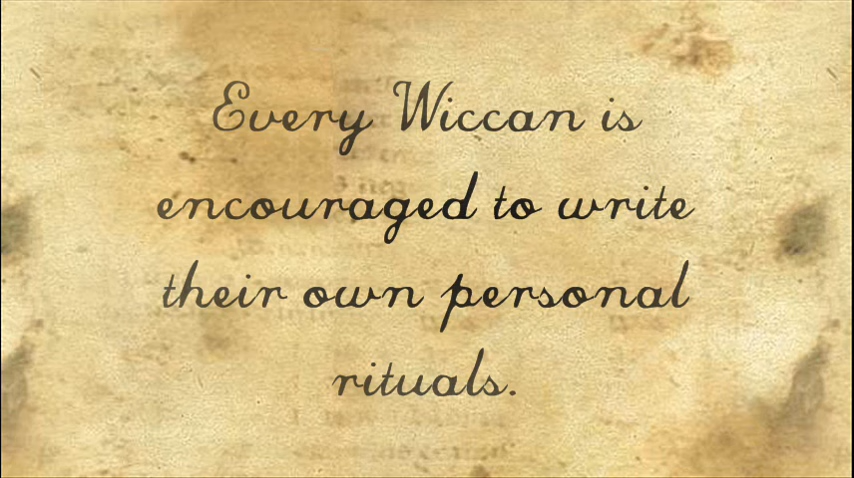 Every Wiccan is
encouraged to write
their own personal
rituals.